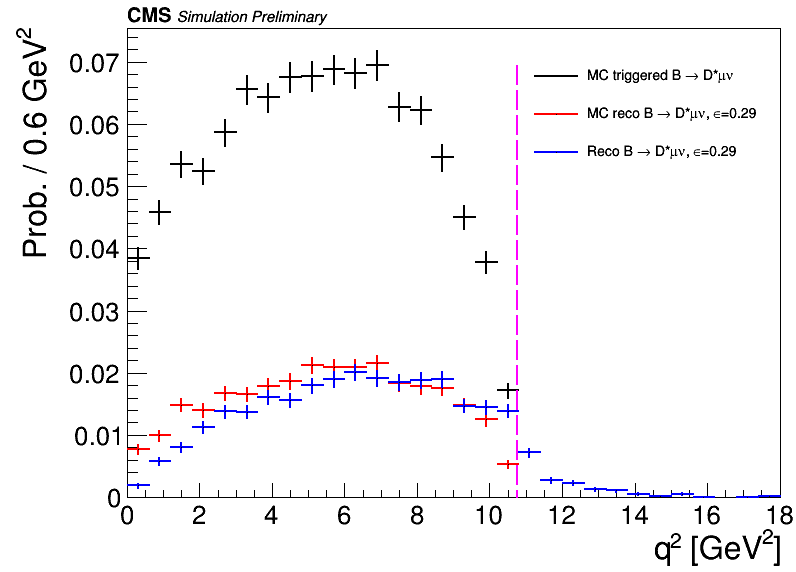 CMS Simulation Preliminary
Prob. / 0.6 GeV²
0.07
0.06
0.05
0.04
0.03
0.02
0.01
0
MC triggered B → D*μν
MC reco B → D*μν, ϵ=0.29
Reco B → D*μν, ϵ=0.29
0 2 4 6 8 10 12 14 16 18
q² [GeV²]